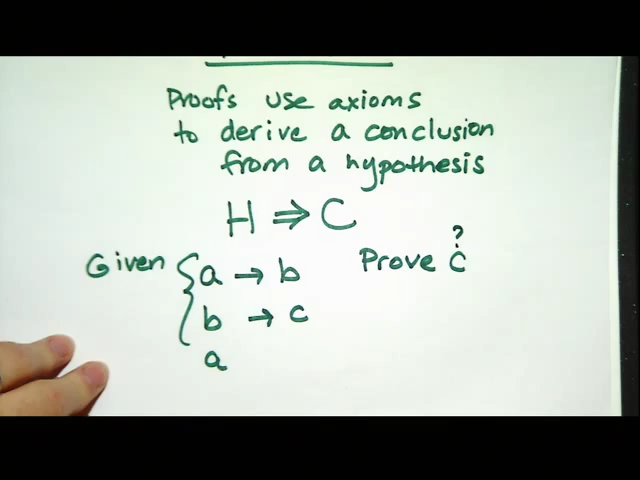 Proofs use axioms
to derive a conclusion
from a hypothesis
H ⇒ C
?
Given { a → b Prove c
b → c
a